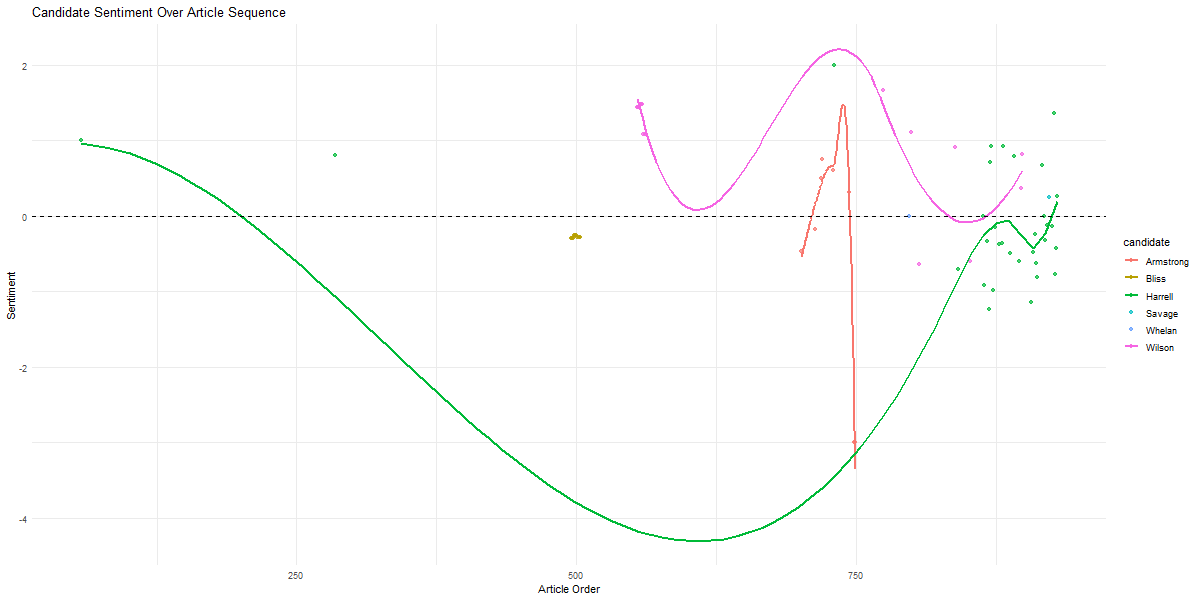 Candidate Sentiment Over Article Sequence
2
0
-2
-4
Sentiment
250
500
750
Article Order
candidate
Armstrong
Bliss
Harrell
Savage
Whelan
Wilson